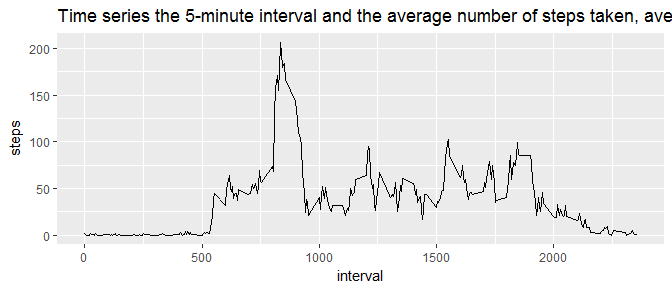 Time series the 5-minute interval and the average number of steps taken, ave
200
150
100
50
0
steps
0 500 1000 1500 2000
interval